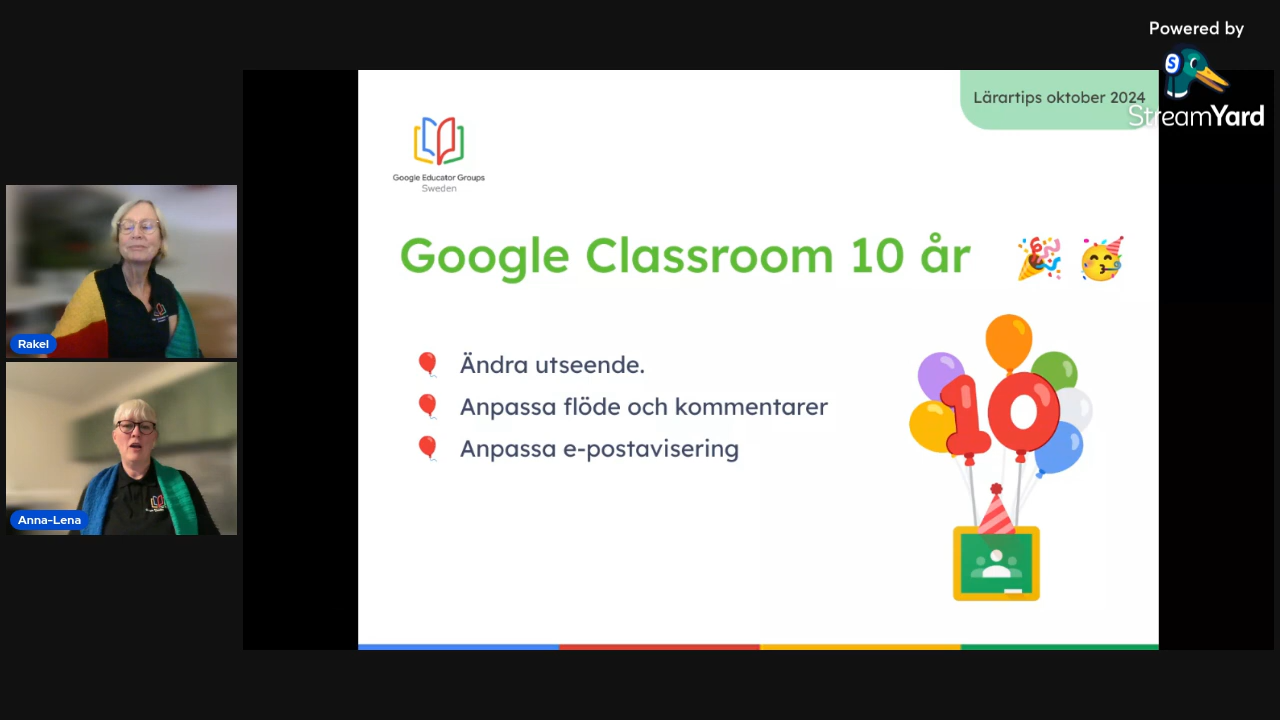 Powered by
StreamYard
Lärartips oktober 2024
Google Educator Groups
Sweden
Google Classroom 10 år
Ändra utseende.
Anpassa flöde och kommentarer
Anpassa e-postavisering
10
Rakel
Anna-Lena